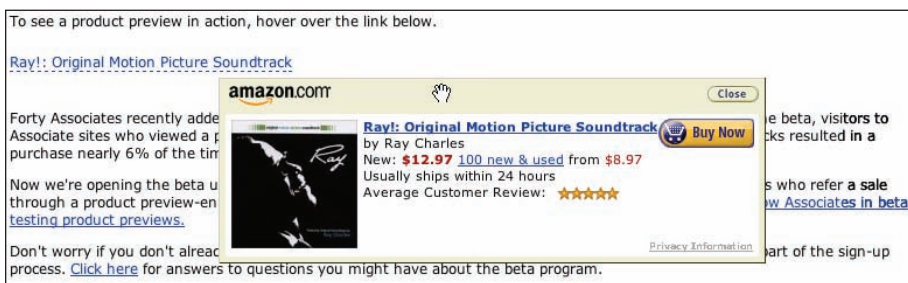 To see a product preview in action, hover over the link below.
Ray!: Original Motion Picture Soundtrack
amazon.com
Close
Ray!: Original Motion Picture Soundtrack
Buy Now
by Ray Charles
New: $12.97 100 new & used from $8.97
Usually ships within 24 hours
Average Customer Review:
Privacy Information
Ray
Forty Associates recently adde
e beta, visitors to
Associate sites who viewed a p
cks resulted in a
purchase nearly 6% of the tim
Now we're opening the beta u
s who refer a sale
through a product preview-en
ow Associates in beta
testing product previews.
Don't worry if you don't alread
part of the sign-up
process. Click here for answers to questions you might have about the beta program.